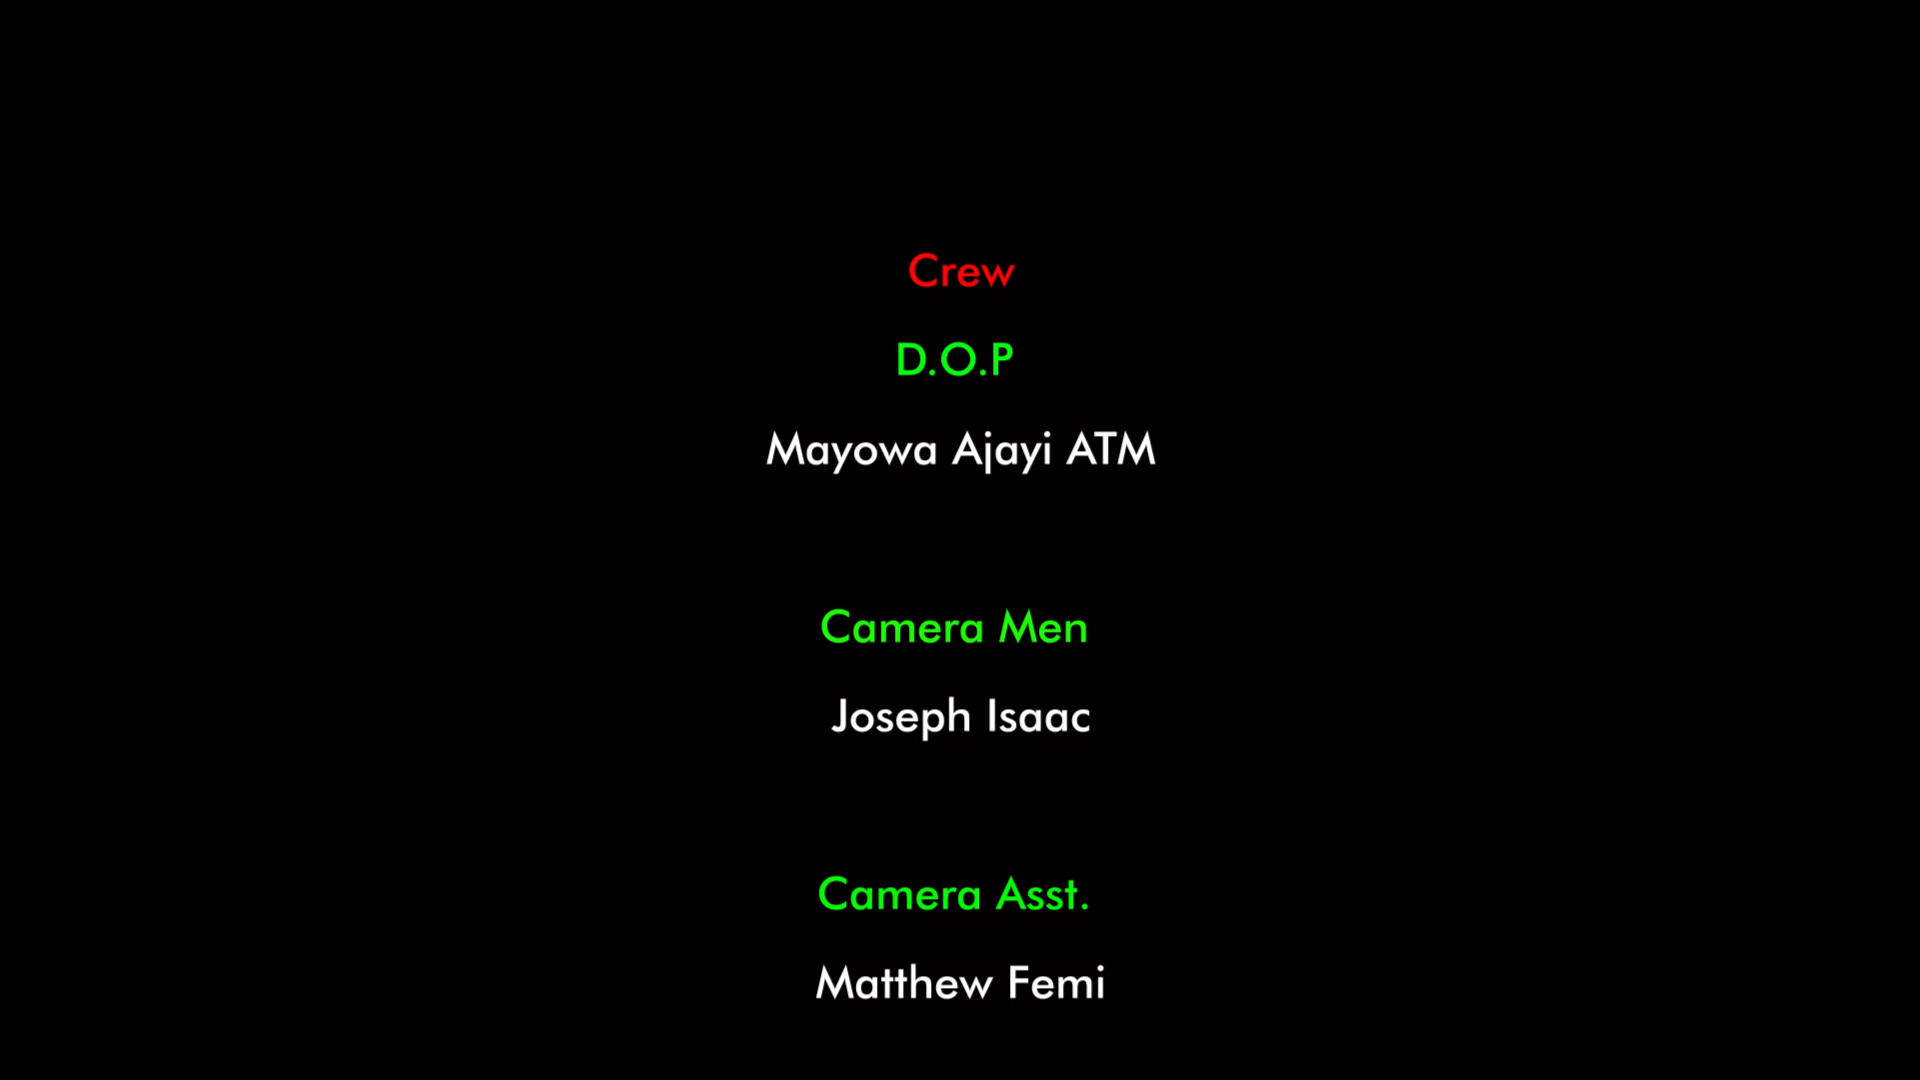 Crew
D.O.P
Mayowa Ajayi ATM
Camera Men
Joseph Isaac
Camera Asst.
Matthew Femi